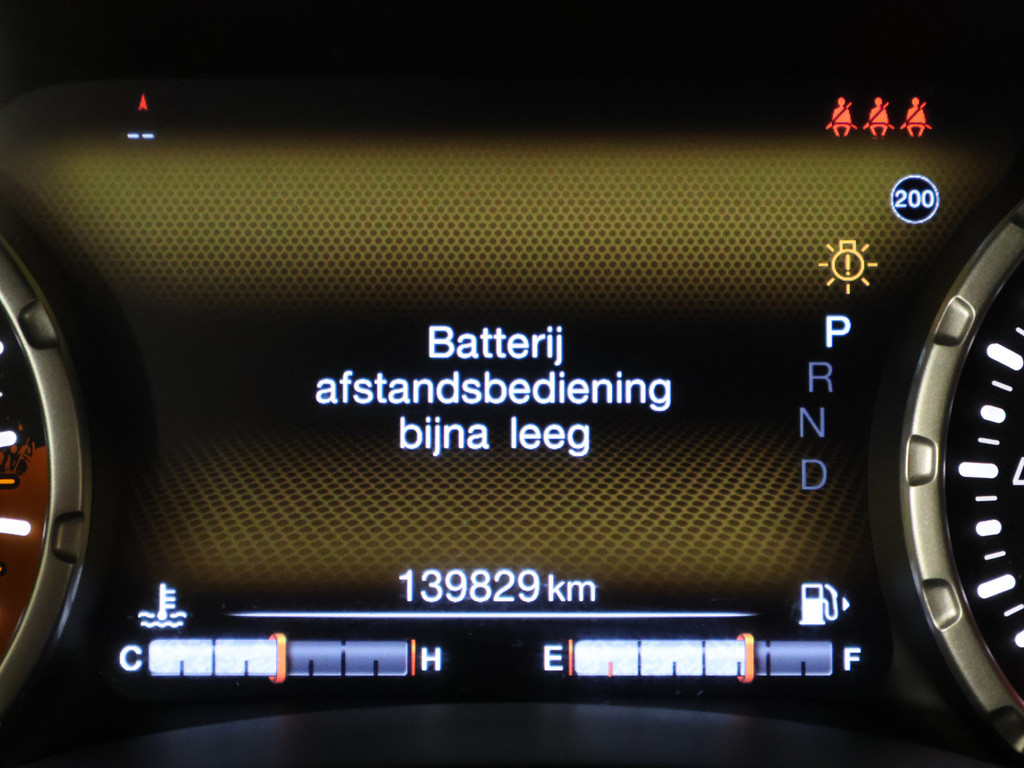 --
200
Batterij
afstandsbediening
bijna leeg
P
R
N
D
139829 km
C H E F